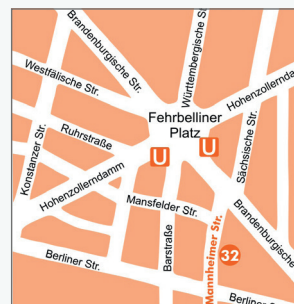 Brandenburgische Str.
Württembergische Str.
Westfälische Str.
Hohenzollerndamm
Fehrbelliner
Platz
Ruhrstraße
Konstanzer Str.
U
U
Sächsische Str.
Hohenzollerndamm
Mansfelder Str.
Brandenburgische
Barstraße
Mannheimer Str.
32
Berliner Str.
Berliner Str.